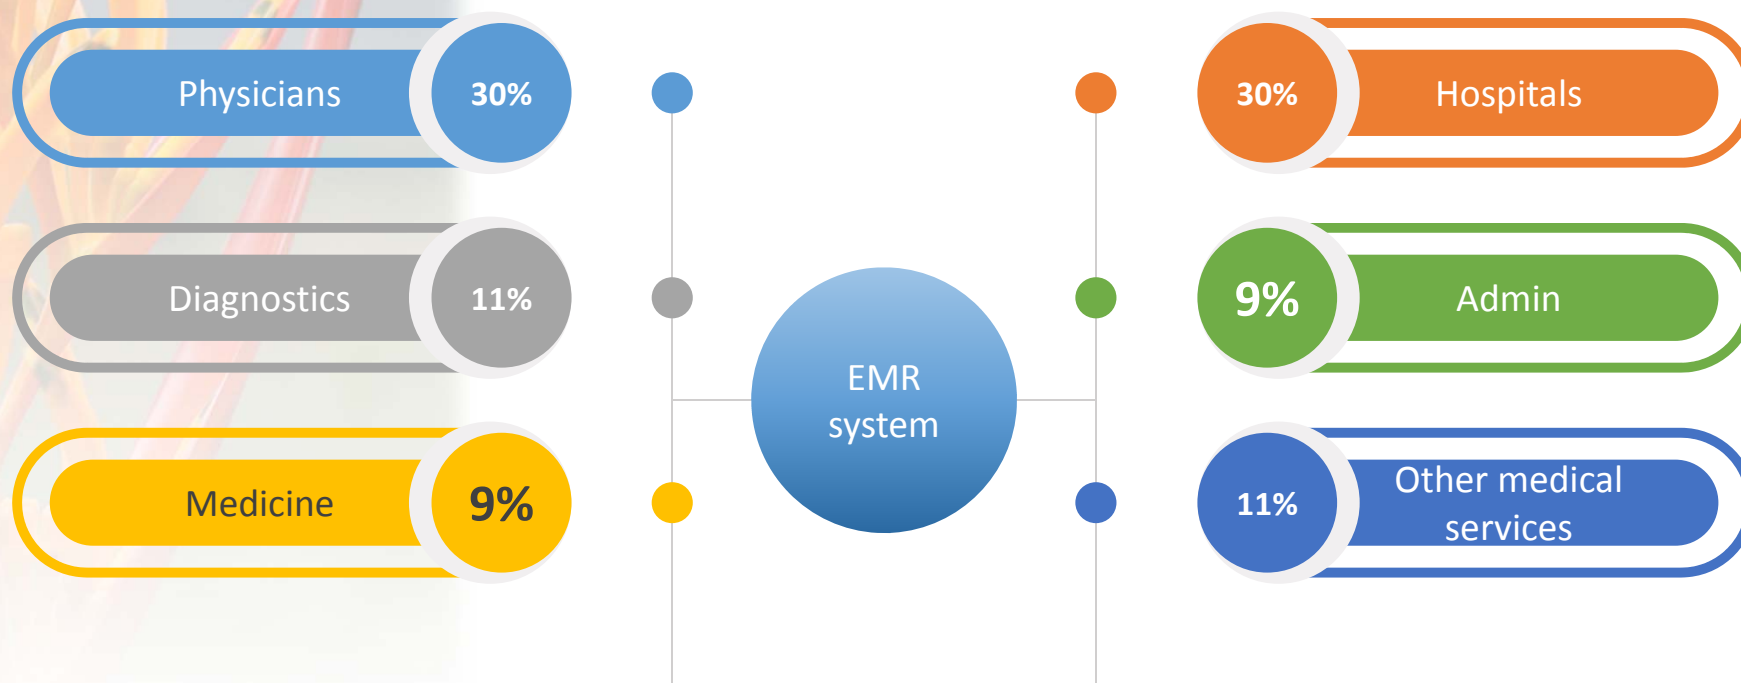 Physicians
30%
Diagnostics
11%
Medicine
9%
EMR
system
30%
Hospitals
9%
Admin
11%
Other medical
services